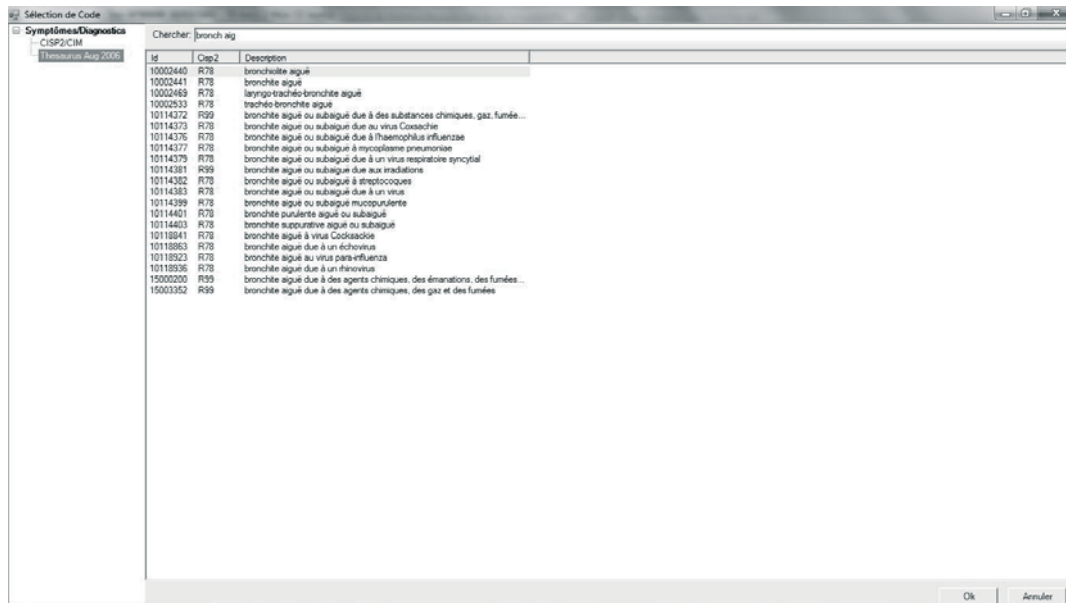 Sélection de Code
Symptômes/Diagnostics
CISP2/CIM
Thesaurus Aug 2006
Chercher: bronch aig
Id Cisp2 Description
10002440 R78 bronchiolite aiguë
10002441 R78 bronchite aiguë
10002469 R78 laryngo-trachéo-bronchite aiguë
10002533 R78 trachéo-bronchite aiguë
10114372 R99 bronchite aiguë ou subaiguë due à des substances chimiques, gaz, fumée...
10114373 R78 bronchite aiguë ou subaiguë due au virus Coxsachie
10114376 R78 bronchite aiguë ou subaiguë due à l'haemophilus influenzae
10114377 R78 bronchite aiguë ou subaiguë à mycoplasme pneumoniae
10114379 R78 bronchite aiguë ou subaiguë due à un virus respiratoire syncytial
10114381 R99 bronchite aiguë ou subaiguë due aux irradiations
10114382 R78 bronchite aiguë ou subaiguë à streptocoques
10114383 R78 bronchite aiguë ou subaiguë due à un virus
10114399 R78 bronchite aiguë ou subaiguë mucopurulente
10114401 R78 bronchite purulente aiguë ou subaiguë
10114403 R78 bronchite suppurative aiguë ou subaiguë
10118841 R78 bronchite aiguë à virus Cocksackie
10118863 R78 bronchite aiguë due à un échovirus
10118923 R78 bronchite aiguë au virus para-influenza
10118936 R78 bronchite aiguë due à un rhinovirus
15000200 R99 bronchite aiguë due à des agents chimiques, des émanations, des fumées...
15003352 R99 bronchite aiguë due à des agents chimiques, des gaz et des fumées
Ok Annuler